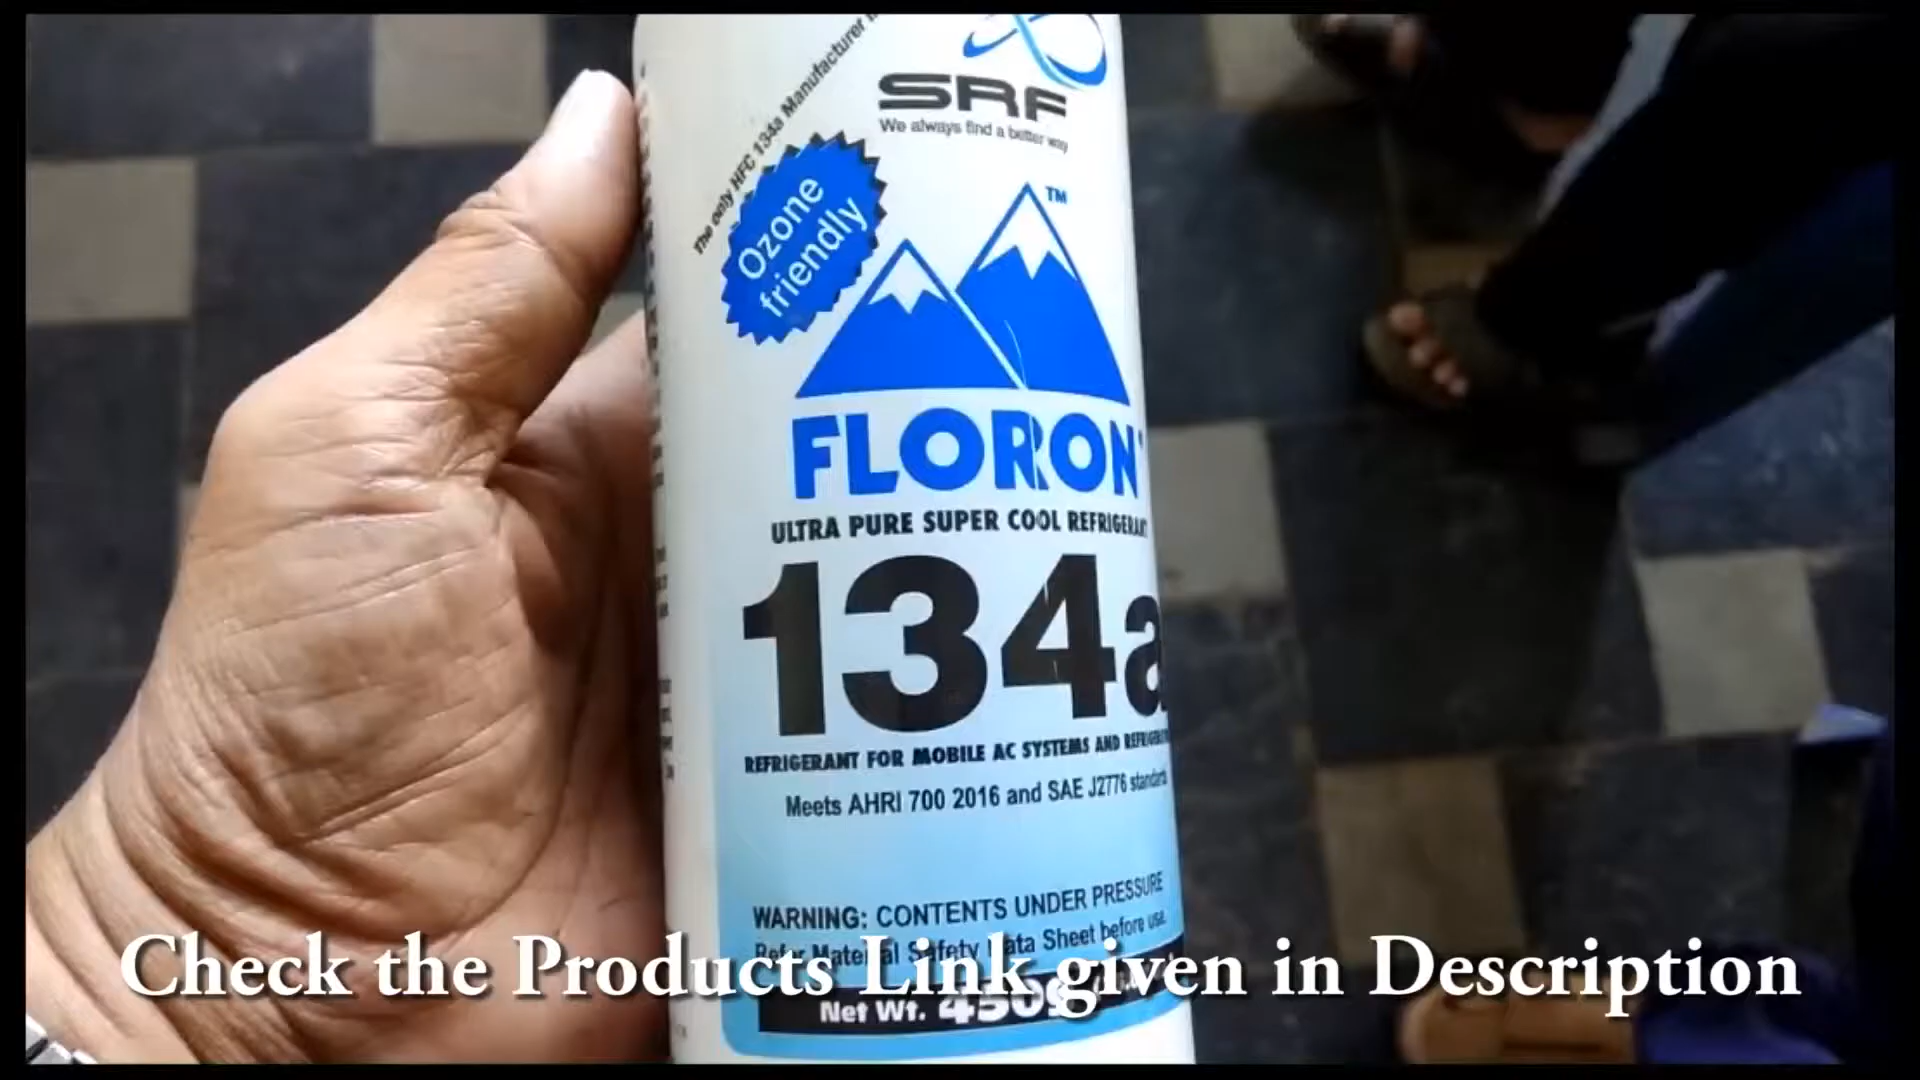 The only HFC 134a Manufacturer
SRF
We always find a better way
Ozone
friendly
TM
FLORON
ULTRA PURE SUPER COOL REFRIGERANT
134a
REFRIGERANT FOR MOBILE AC SYSTEMS AND
Meets AHRI 700 2016 and SAE J2776 standards
WARNING: CONTENTS UNDER PRESSURE
Refer Material Safety Data Sheet before use.
Check the Products Link given in Description
Net Wt. 450g